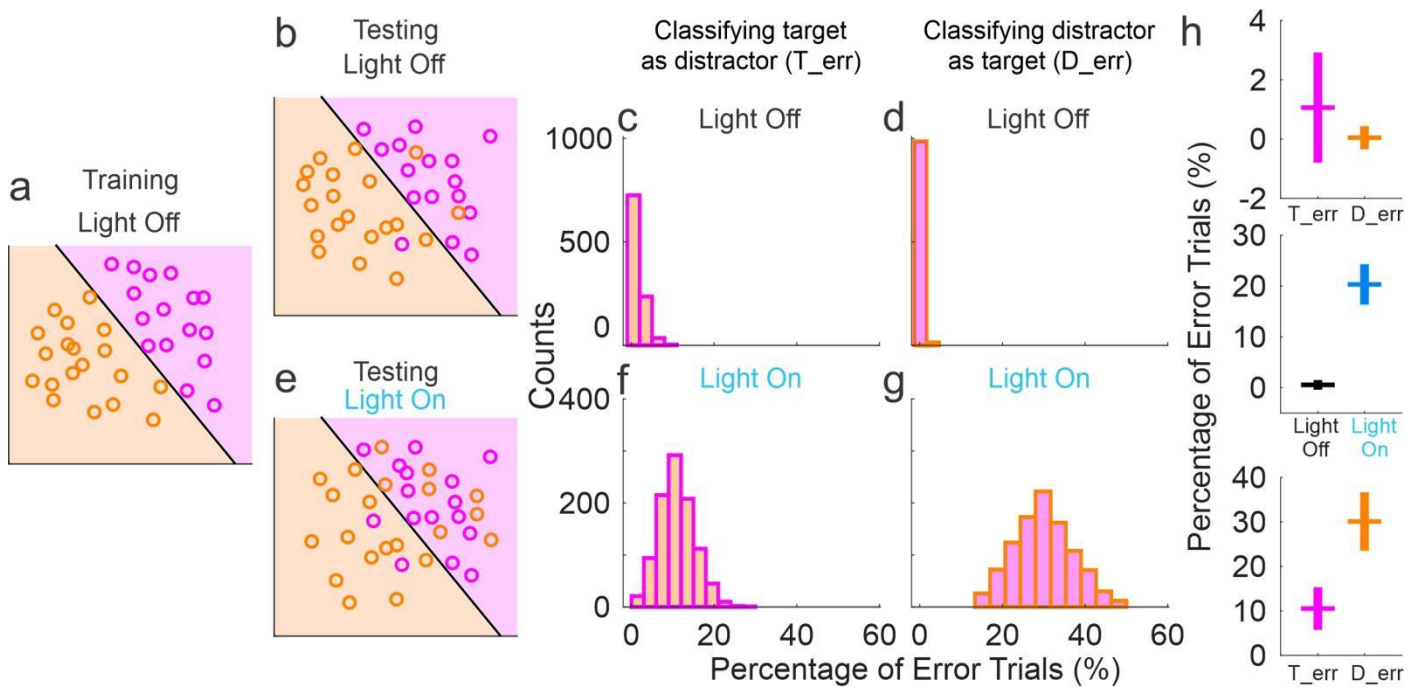 a
Training
Light Off
b
Testing
Light Off
e
Testing
Light On
Classifying target
as distractor (T_err)
Classifying distractor
as target (D_err)
c
Light Off
d
Light Off
1000
500
0
Counts
f
Light On
g
Light On
400
200
0
0
20
40
60
0
20
40
60
Percentage of Error Trials (%)
h
Percentage of Error Trials (%)
4
2
0
-2
T_err
D_err
30
20
10
0
Light
Off
Light
On
40
30
20
10
0
T_err
D_err